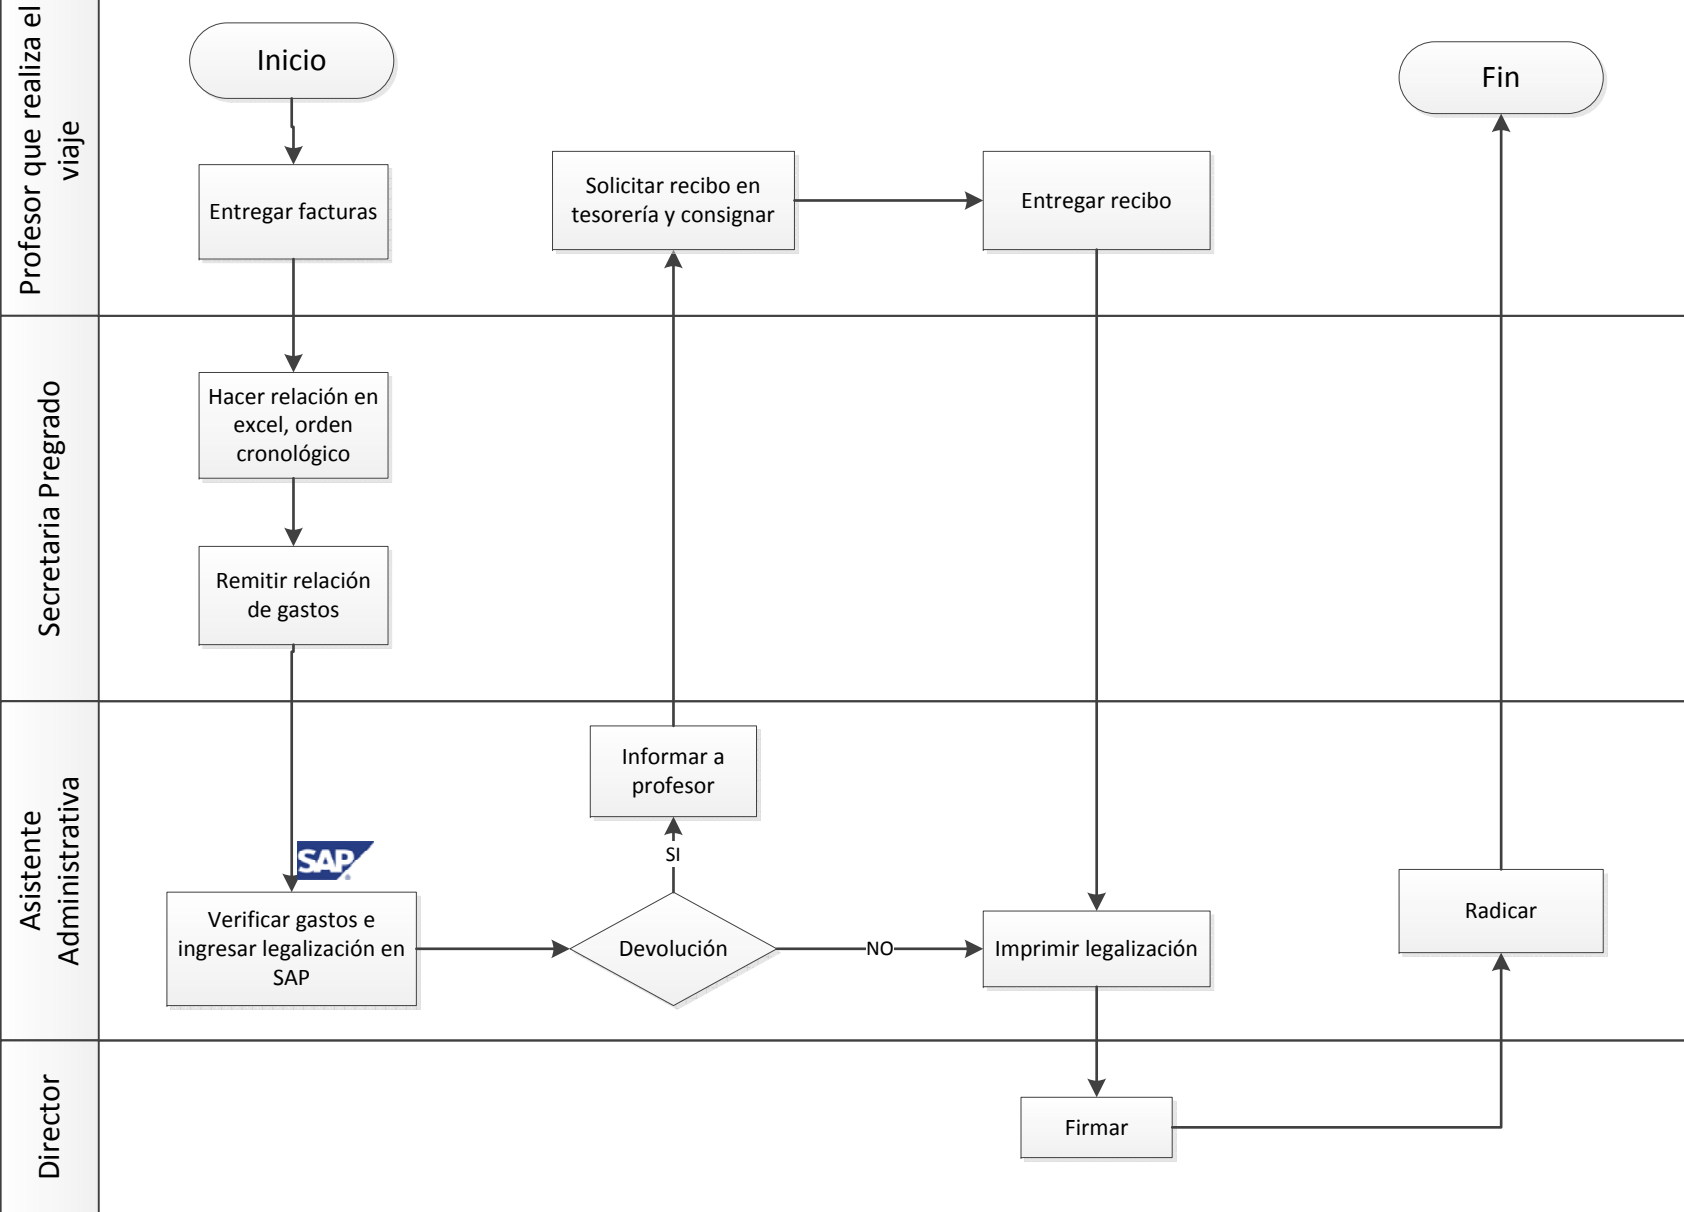 Profesor que realiza el
viaje
Inicio
Fin
Entregar facturas
Solicitar recibo en
tesorería y consignar
Entregar recibo
Secretaria Pregrado
Hacer relación en
excel, orden
cronológico
Remitir relación
de gastos
Asistente
Administrativa
Informar a
profesor
SI
SAP
®
Verificar gastos e
ingresar legalización en
SAP
Devolución
NO
Imprimir legalización
Radicar
Director
Firmar